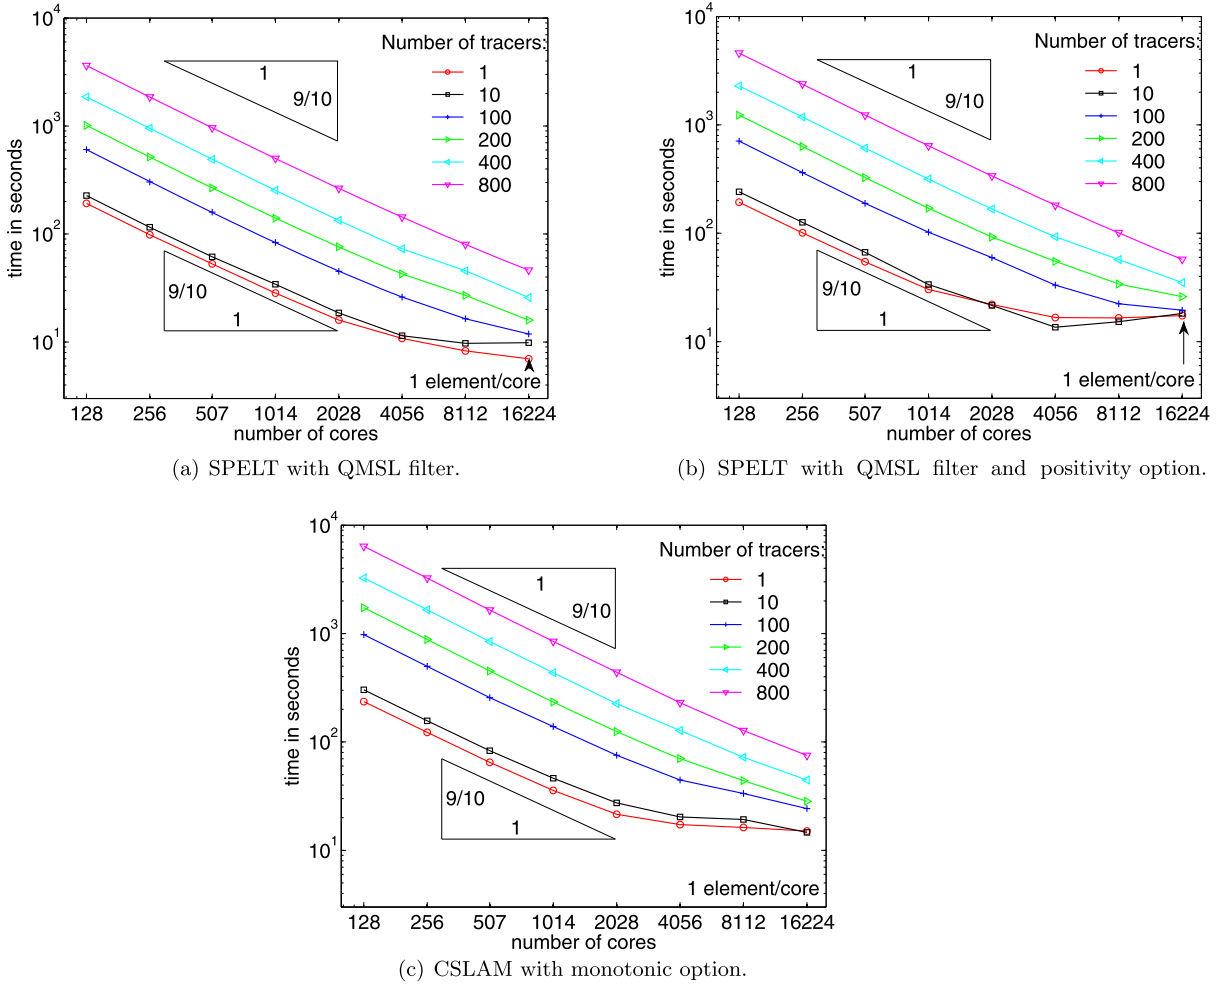 10^4
10^3
10^2
10^1
time in seconds
Number of tracers:
1
10
100
200
400
800
1
9/10
9/10
1
1 element/core
128 256 507 1014 2028 4056 8112 16224
number of cores
(a) SPELT with QMSL filter.
10^4
10^3
10^2
10^1
time in seconds
Number of tracers:
1
10
100
200
400
800
1
9/10
9/10
1
1 element/core
128 256 507 1014 2028 4056 8112 16224
number of cores
(b) SPELT with QMSL filter and positivity option.
10^4
10^3
10^2
10^1
time in seconds
Number of tracers:
1
10
100
200
400
800
1
9/10
9/10
1
1 element/core
128 256 507 1014 2028 4056 8112 16224
number of cores
(c) CSLAM with monotonic option.